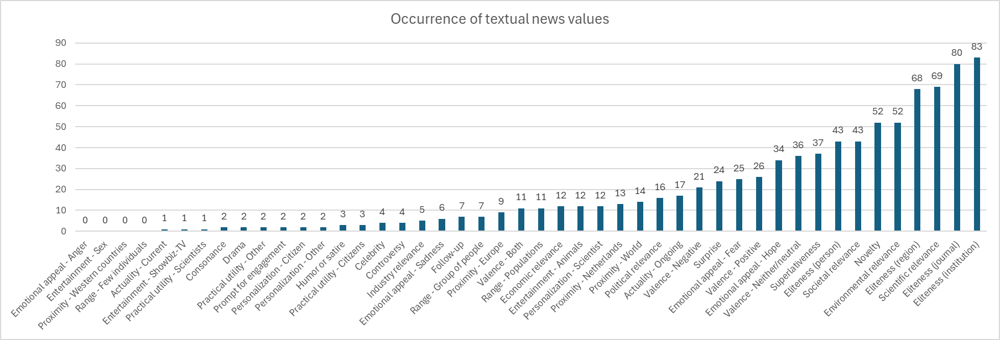 Occurrence of textual news values
90
80
70
60
50
40
30
20
10
0
0
0
0
0
1
1
1
2
2
2
2
2
2
3
3
4
4
5
6
7
7
9
11
11
12
12
12
13
14
16
17
21
24
25
26
34
36
37
43
43
52
52
68
69
80
83
Emotional appeal - Anger
Entertainment - Sex
Proximity - Western countries
Range - Few individuals
Actuality - Current
Entertainment - Showbiz-TV
Practical utility - Scientists
Consonance
Drama
Practical utility - Other
Prompt for engagement
Personalization - Citizen
Personalization - Other
Humor or satire
Practical utility - Citizens
Celebrity
Controversy
Industry relevance
Emotional appeal - Sadness
Follow-up
Range - Group of people
Proximity - Europe
Valence - Both
Range - Populations
Economic relevance
Entertainment - Animals
Personalization - Scientist
Proximity - Netherlands
Proximity - World
Political relevance
Actuality - Ongoing
Valence - Negative
Surprise
Emotional appeal - Fear
Valence - Positive
Emotional appeal - Hope
Valence - Neither/neutral
Superlativeness
Eliteness (person)
Societal relevance
Novelty
Environmental relevance
Eliteness (region)
Scientific relevance
Eliteness (journal)
Eliteness (institution)